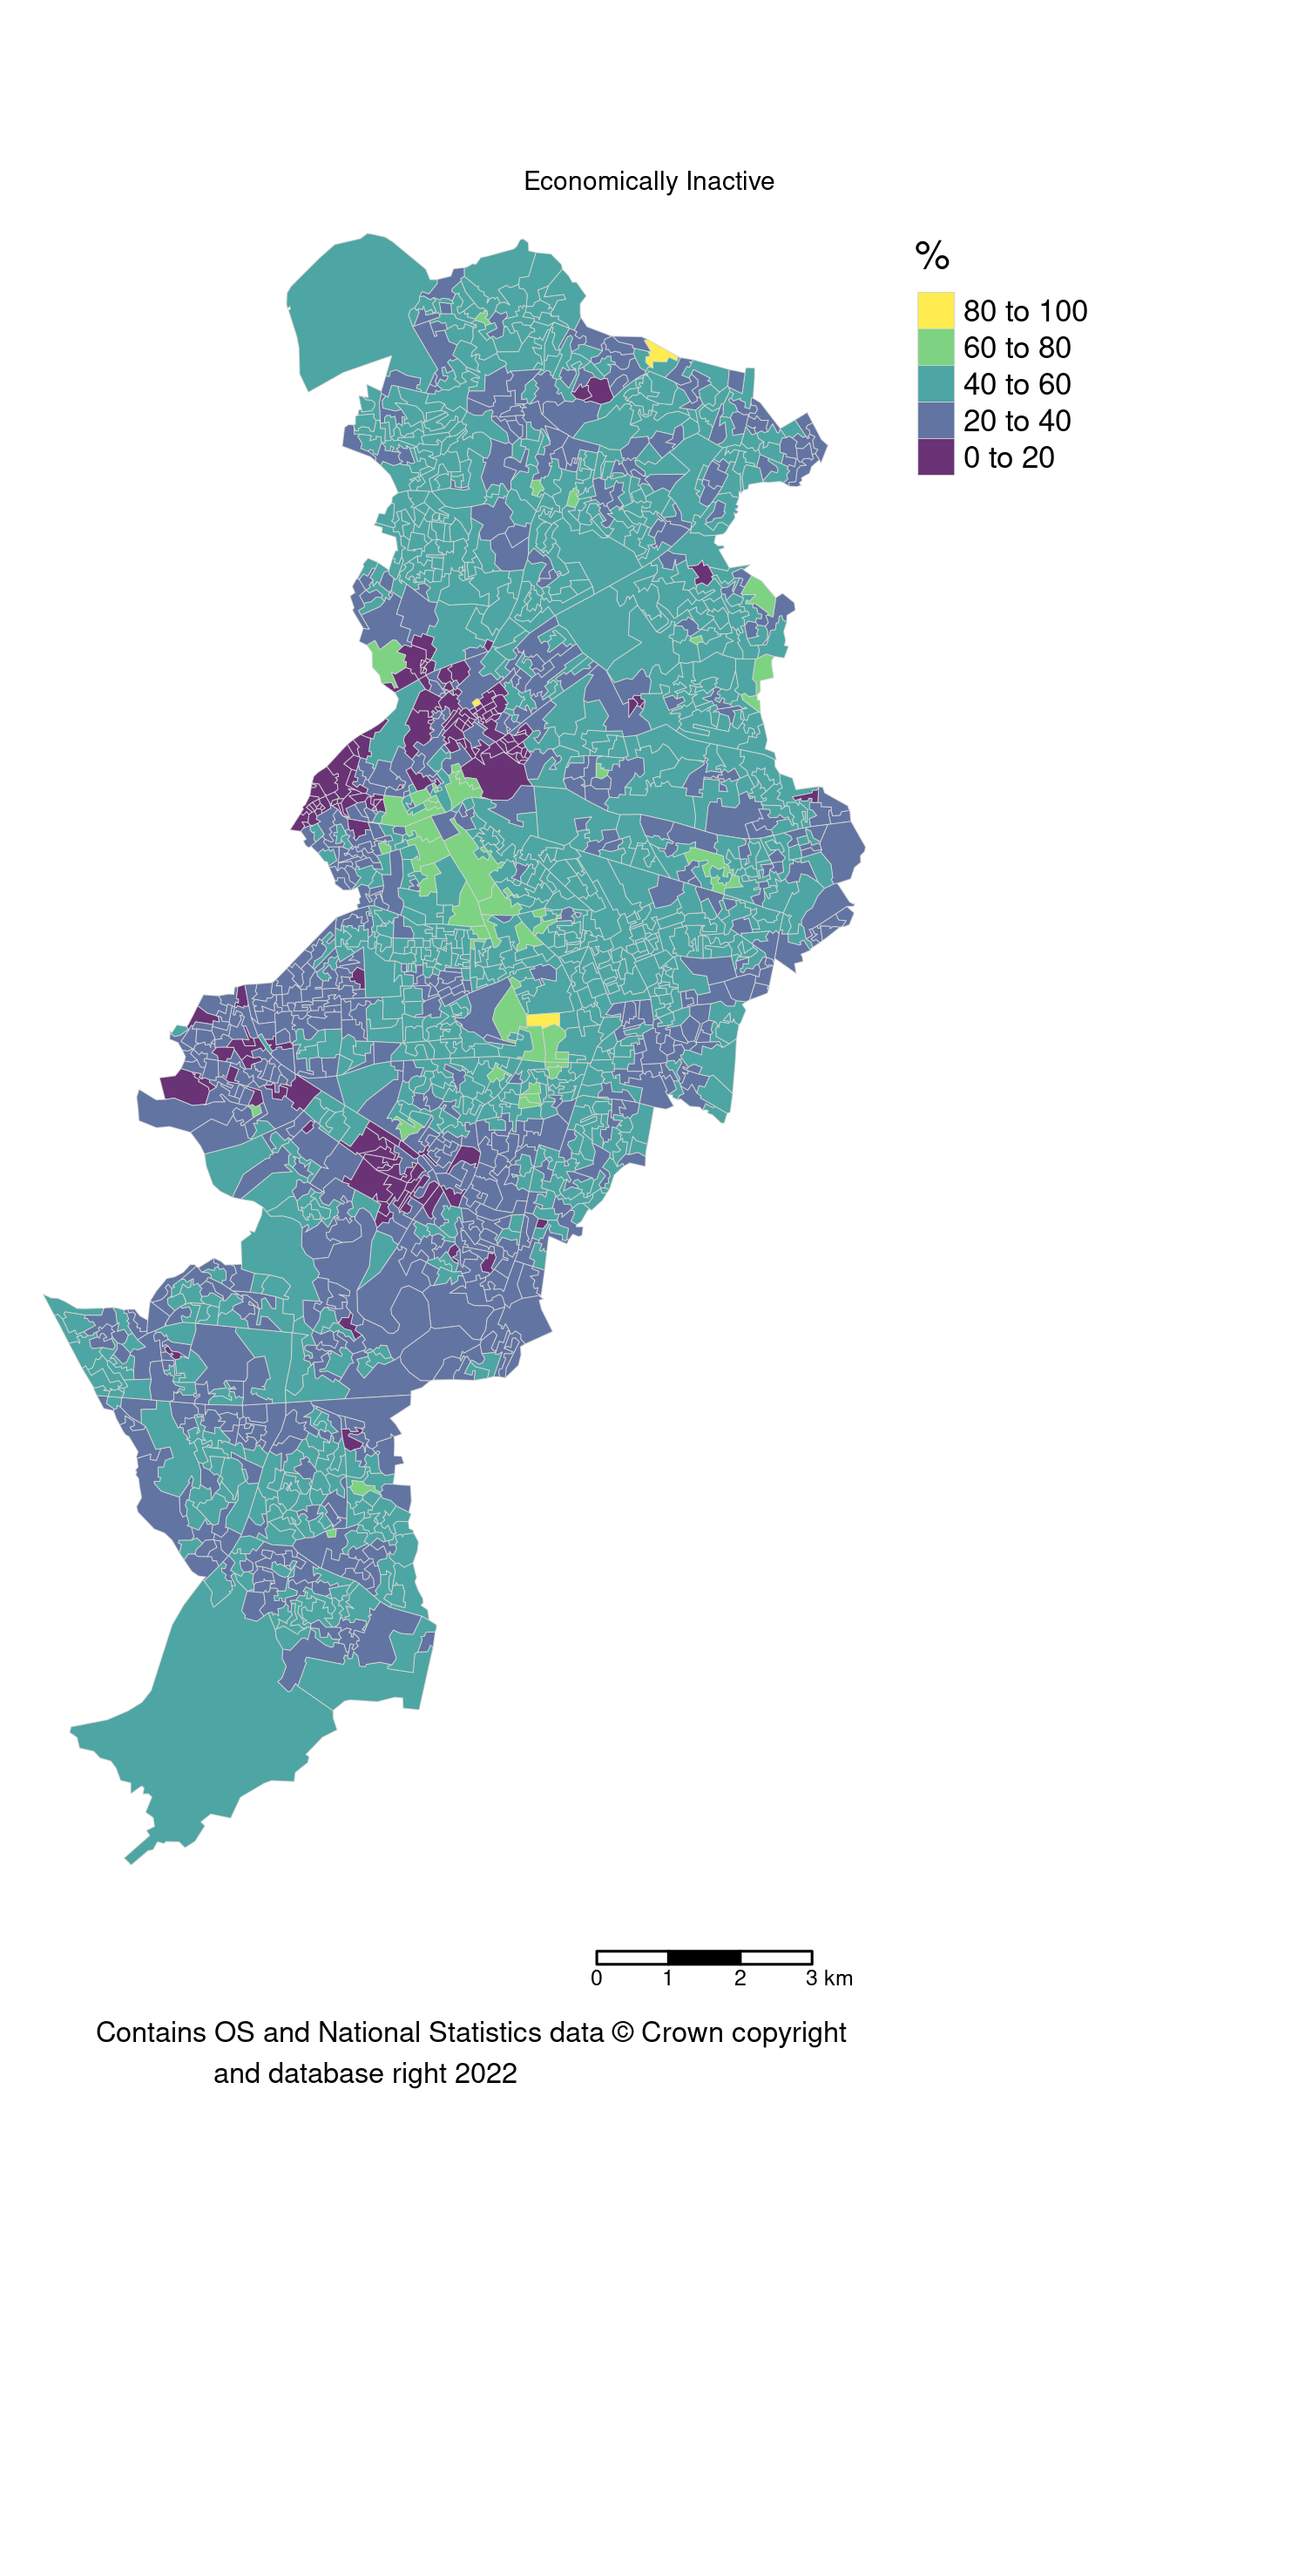 Economically Inactive
%
80 to 100
60 to 80
40 to 60
20 to 40
0 to 20
0 1 2 3 km
Contains OS and National Statistics data © Crown copyright
and database right 2022